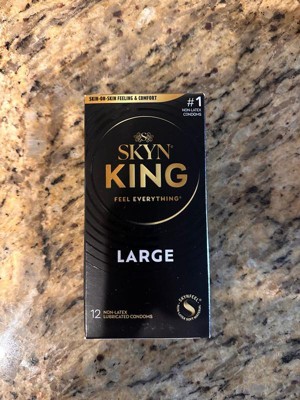 SKIN-ON-SKIN FEELING & COMFORT
#1
NON-LATEX
CONDOMS
SKYN
KING
FEEL EVERYTHING®
LARGE
12 NON-LATEX
LUBRICATED CONDOMS
SKYNFEEL